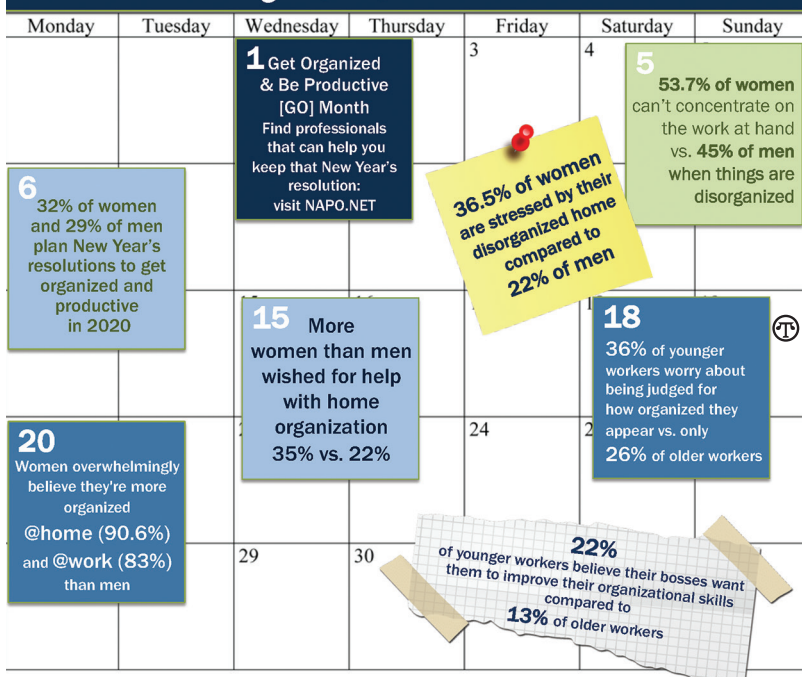 Monday Tuesday Wednesday Thursday Friday Saturday Sunday
1 Get Organized
& Be Productive
[GO] Month
Find professionals
that can help you
keep that New Year's
resolution:
visit NAPO.NET
3
4
5
53.7% of women
can't concentrate on
the work at hand
vs. 45% of men
when things are
disorganized
36.5% of women
are stressed by their
disorganized home
compared to
22% of men
6
32% of women
and 29% of men
plan New Year's
resolutions to get
organized and
productive
in 2020
15 More
women than men
wished for help
with home
organization
35% vs. 22%
18
36% of younger
workers worry about
being judged for
how organized they
appear vs. only
26% of older workers
20
Women overwhelmingly
believe they're more
organized
@home (90.6%)
and @work (83%)
than men
24
29
30
22%
of younger workers believe their bosses want
them to improve their organizational skills
compared to
13% of older workers